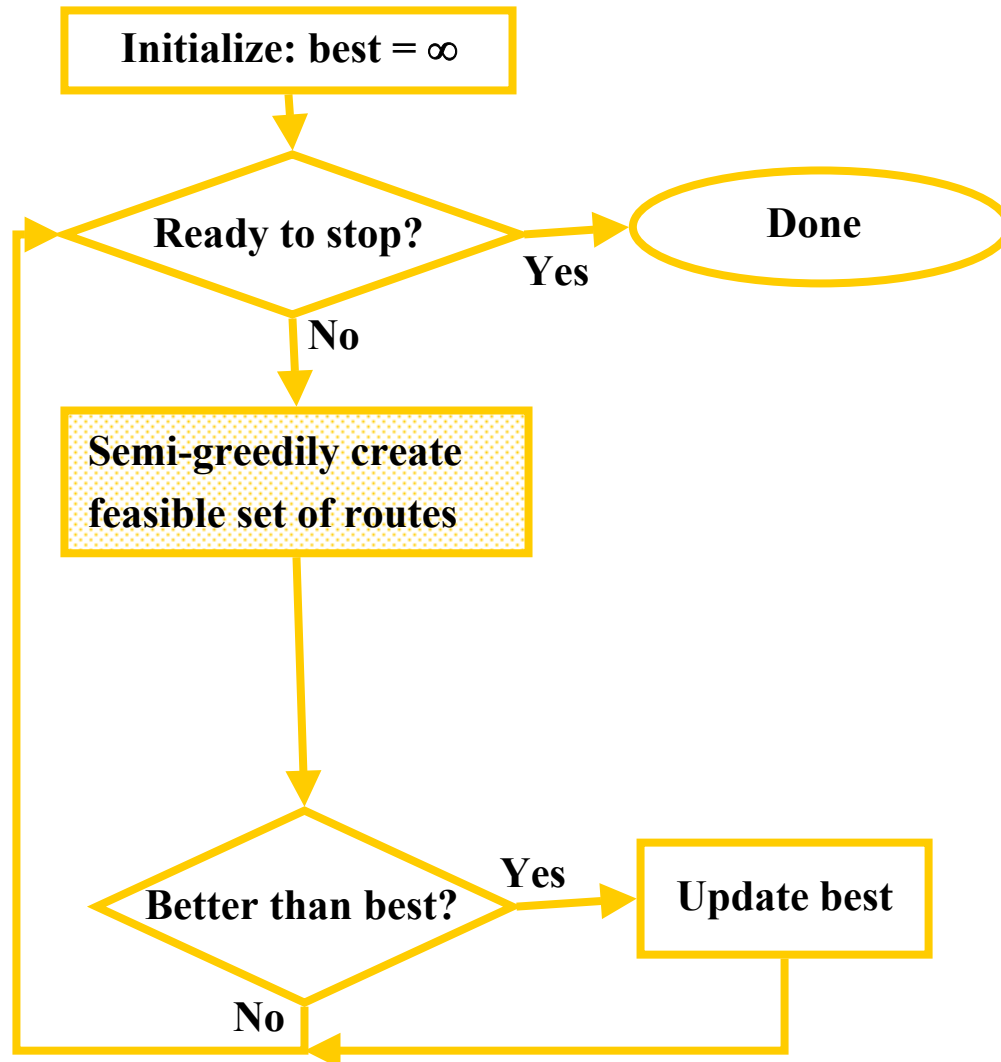 Initialize: best = ∞
Ready to stop?
Done
Yes
No
Semi-greedily create
feasible set of routes
Yes
Better than best?
Update best
No